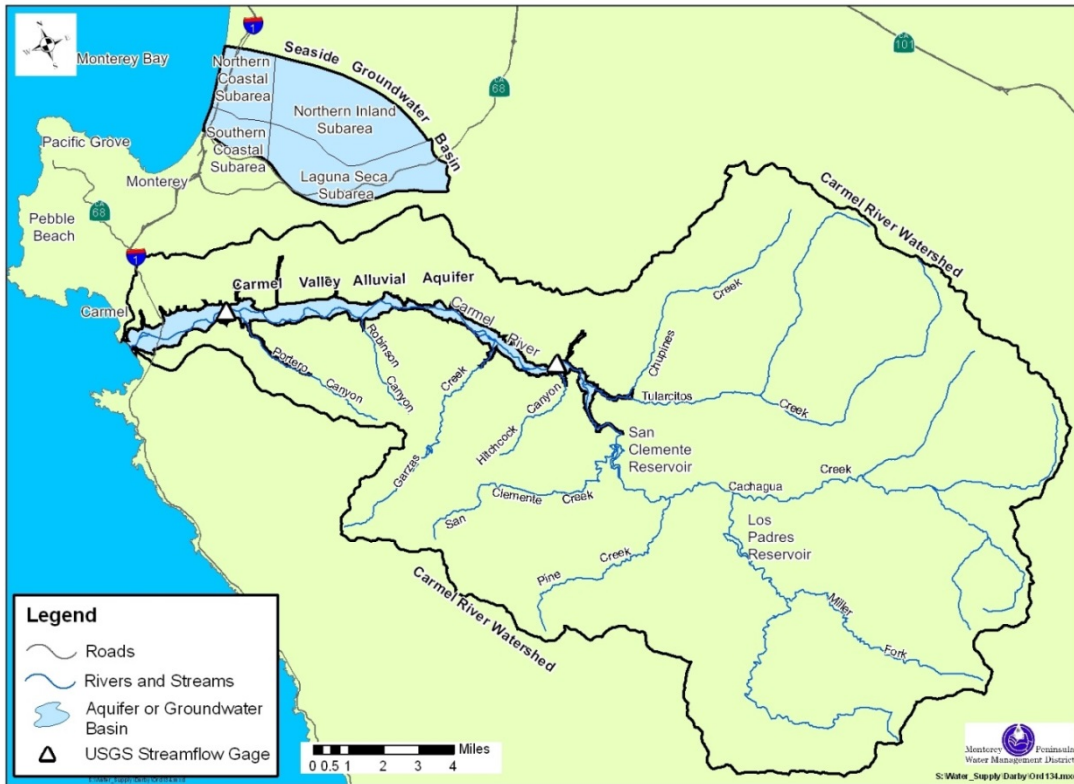 1
CA
101
Monterey Bay
Seaside Groundwater Basin
Northern
Coastal
Subarea
68
Northern Inland
Subarea
Pacific Grove
Southern
Coastal
Subarea
Monterey
Laguna Seca
Subarea
Pebble
Beach
68
1
Carmel River Watershed
Carmel Valley Alluvial Aquifer
Carmel
Carmel River
Chupines Creek
Portero Canyon
Robinson Canyon
Garzas Creek
Hitchcock Canyon
Tularcitos Creek
San
Clemente
Reservoir
San Clemente Creek
Cachagua Creek
Los
Padres
Reservoir
Pine Creek
Miller Fork
Carmel River Watershed
Legend
Roads
Rivers and Streams
Aquifer or Groundwater
Basin
USGS Streamflow Gage
Miles
0 0.5 1 2 3 4
Monterey Peninsula
Water Management District
S:Water_Supply\Darby\Ord134.mxd